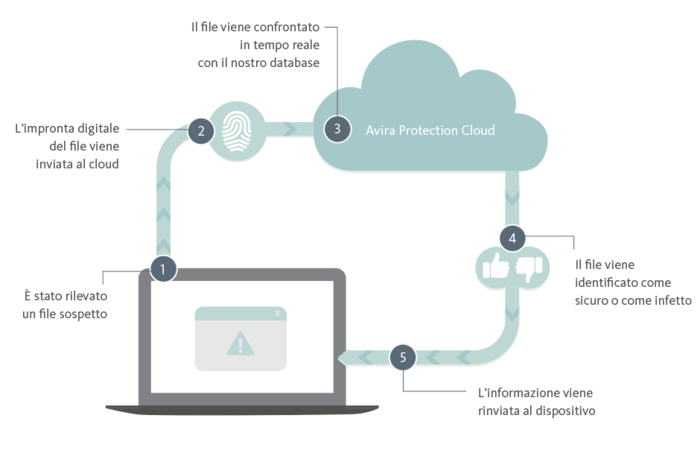 Il file viene confrontato
in tempo reale
con il nostro database
L'impronta digitale
del file viene
inviata al cloud
2
3
Avira Protection Cloud
4
Il file viene
identificato come
sicuro o come infetto
1
È stato rilevato
un file sospetto
x
!
5
L'informazione viene
rinviata al dispositivo